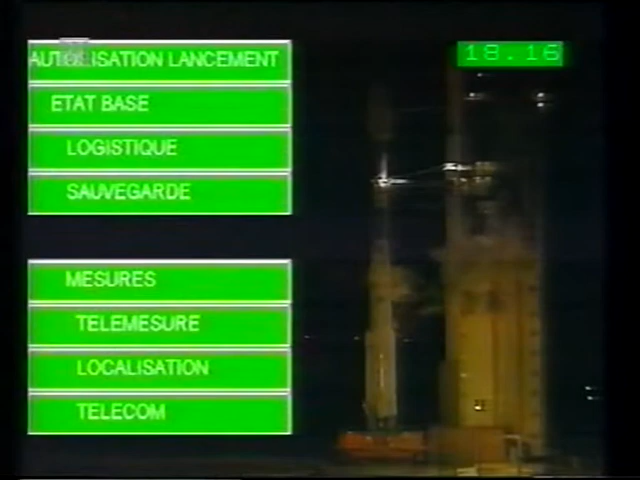 AUTORISATION LANCEMENT
18.16
ETAT BASE
LOGISTIQUE
SAUVEGARDE
MESURES
TELEMESURE
LOCALISATION
TELECOM